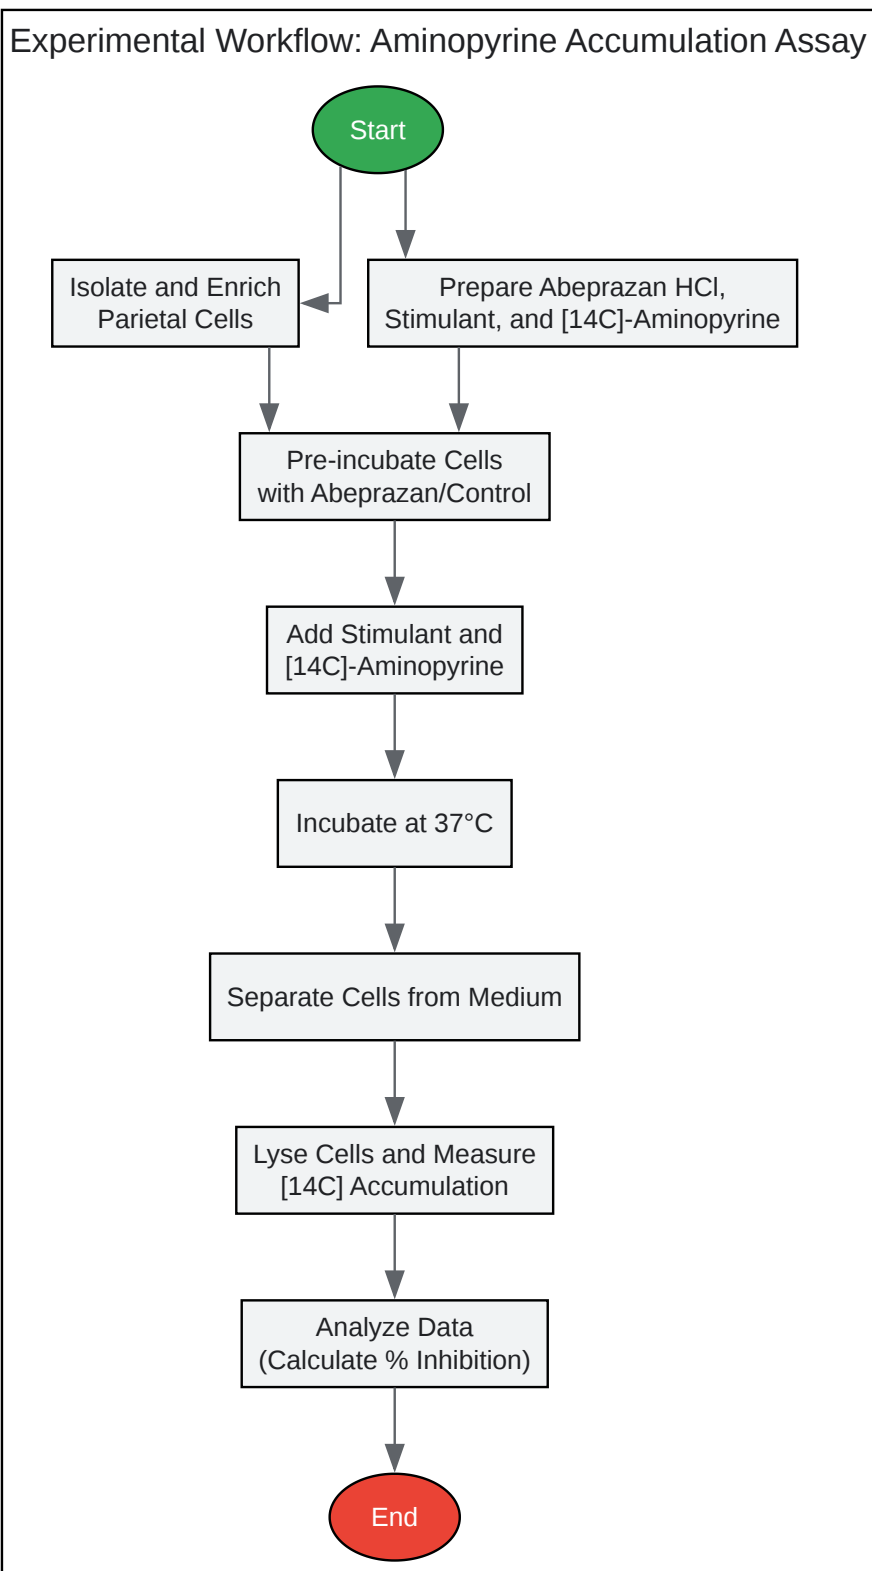 Experimental Workflow: Aminopyrine Accumulation Assay
Start
Isolate and Enrich
Parietal Cells
Prepare Abeprazan HCl,
Stimulant, and [14C]-Aminopyrine
Pre-incubate Cells
with Abeprazan/Control
Add Stimulant and
[14C]-Aminopyrine
Incubate at 37°C
Separate Cells from Medium
Lyse Cells and Measure
[14C] Accumulation
Analyze Data
(Calculate % Inhibition)
End